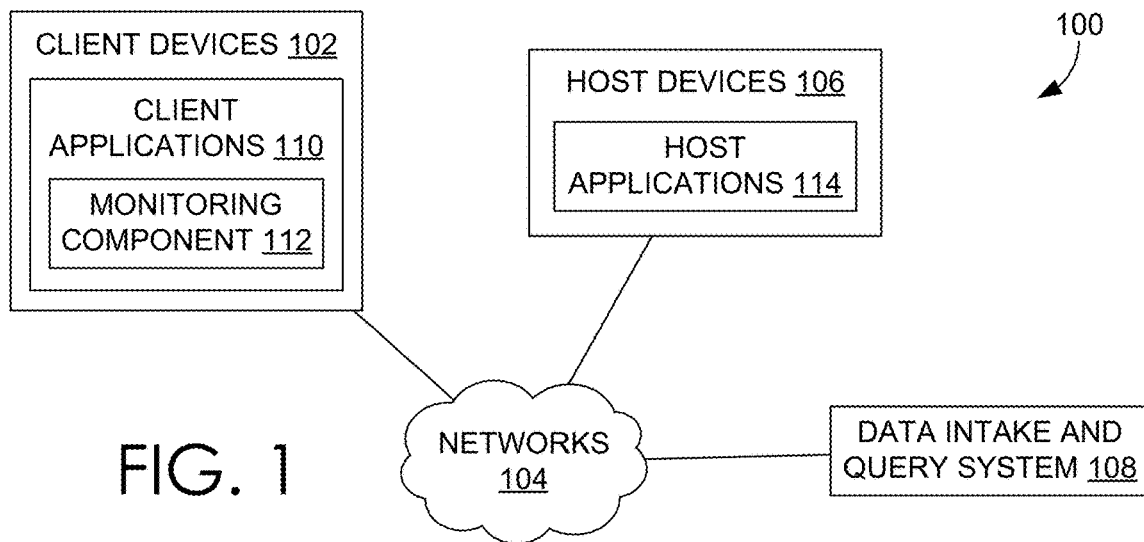 CLIENT DEVICES 102
CLIENT
APPLICATIONS 110
MONITORING
COMPONENT 112
HOST DEVICES 106
HOST
APPLICATIONS 114
100
NETWORKS
104
DATA INTAKE AND
QUERY SYSTEM 108
FIG. 1